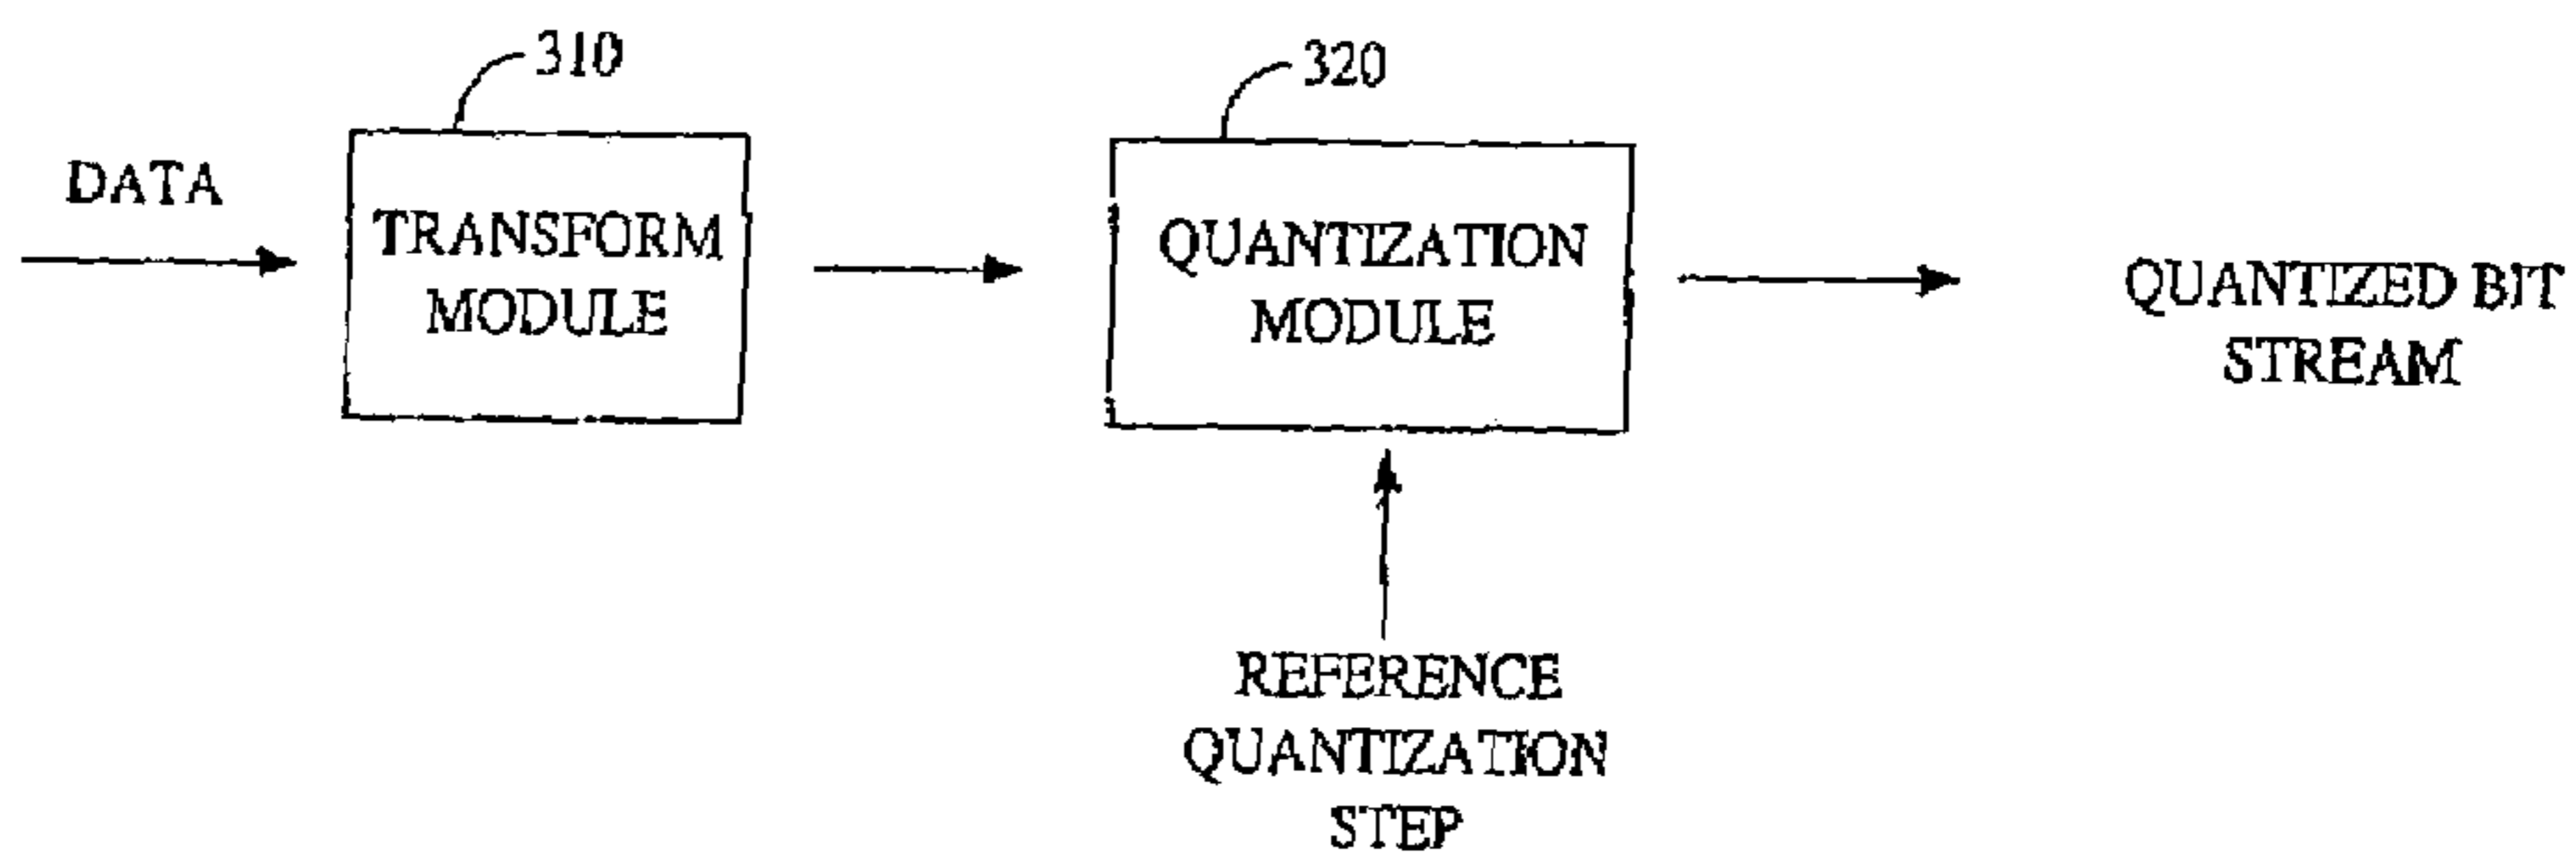 310
320
DATA
TRANSFORM
MODULE
QUANTIZATION
MODULE
QUANTIZED BIT
STREAM
REFERENCE
QUANTIZATION
STEP